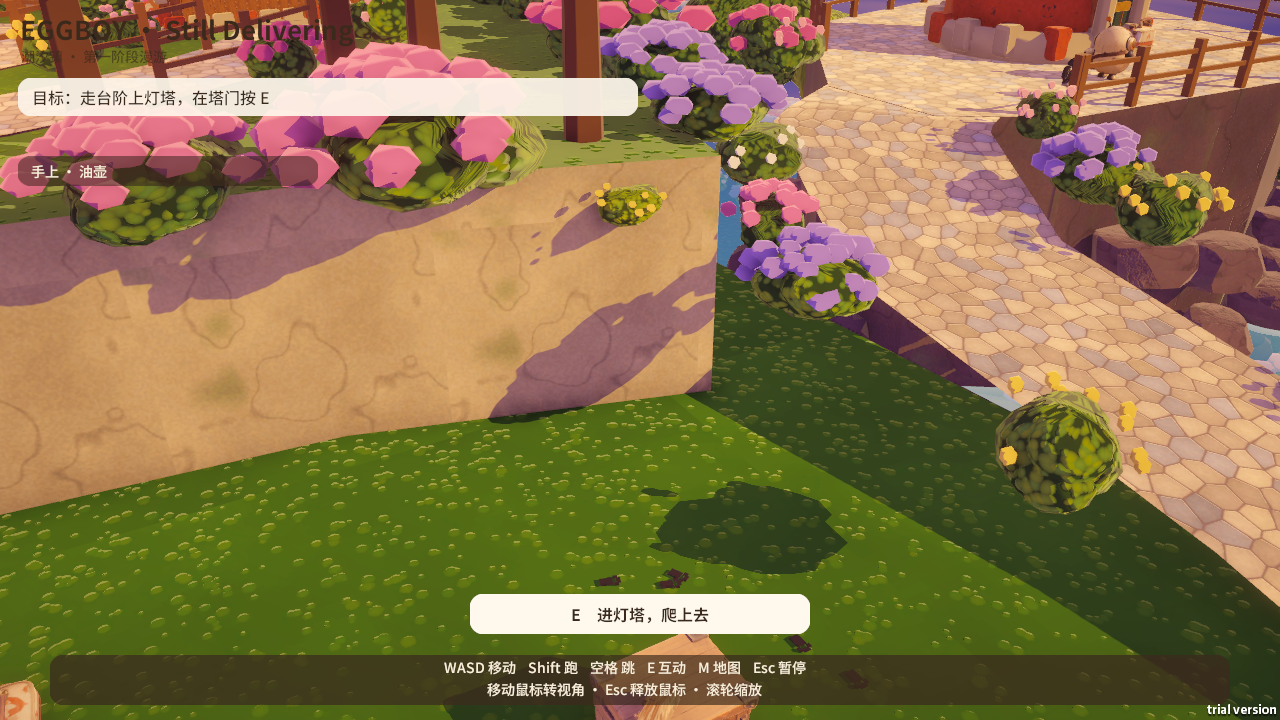 EGGBOY · Still Delivering
目标：走台阶上灯塔，在塔门按 E
手上 · 油壶
E 进灯塔，爬上去
WASD 移动 Shift 跑 空格 跳 E 互动 M 地图 Esc 暂停
移动鼠标转视角 · Esc 释放鼠标 · 滚轮缩放
trial version